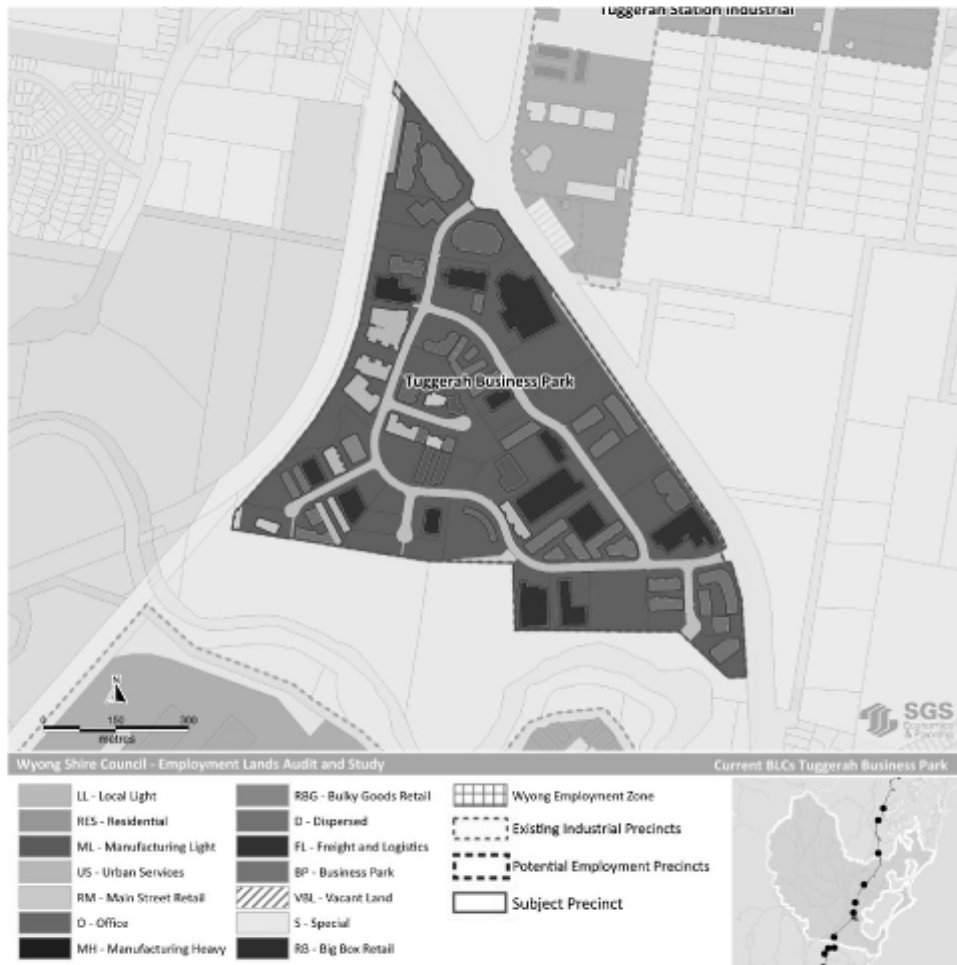 Tuggerah Station Industrial
Tuggerah Business Park
N
0 150 300
metres
SGS
Economics
& Planning
Wyong Shire Council - Employment Lands Audit and Study
Current BLCs Tuggerah Business Park
LL - Local Light
RES - Residential
ML - Manufacturing Light
US - Urban Services
RM - Main Street Retail
O - Office
MH - Manufacturing Heavy
RBG - Bulky Goods Retail
D - Dispersed
FL - Freight and Logistics
BP - Business Park
VBL - Vacant Land
S - Special
RB - Big Box Retail
Wyong Employment Zone
Existing Industrial Precincts
Potential Employment Precincts
Subject Precinct